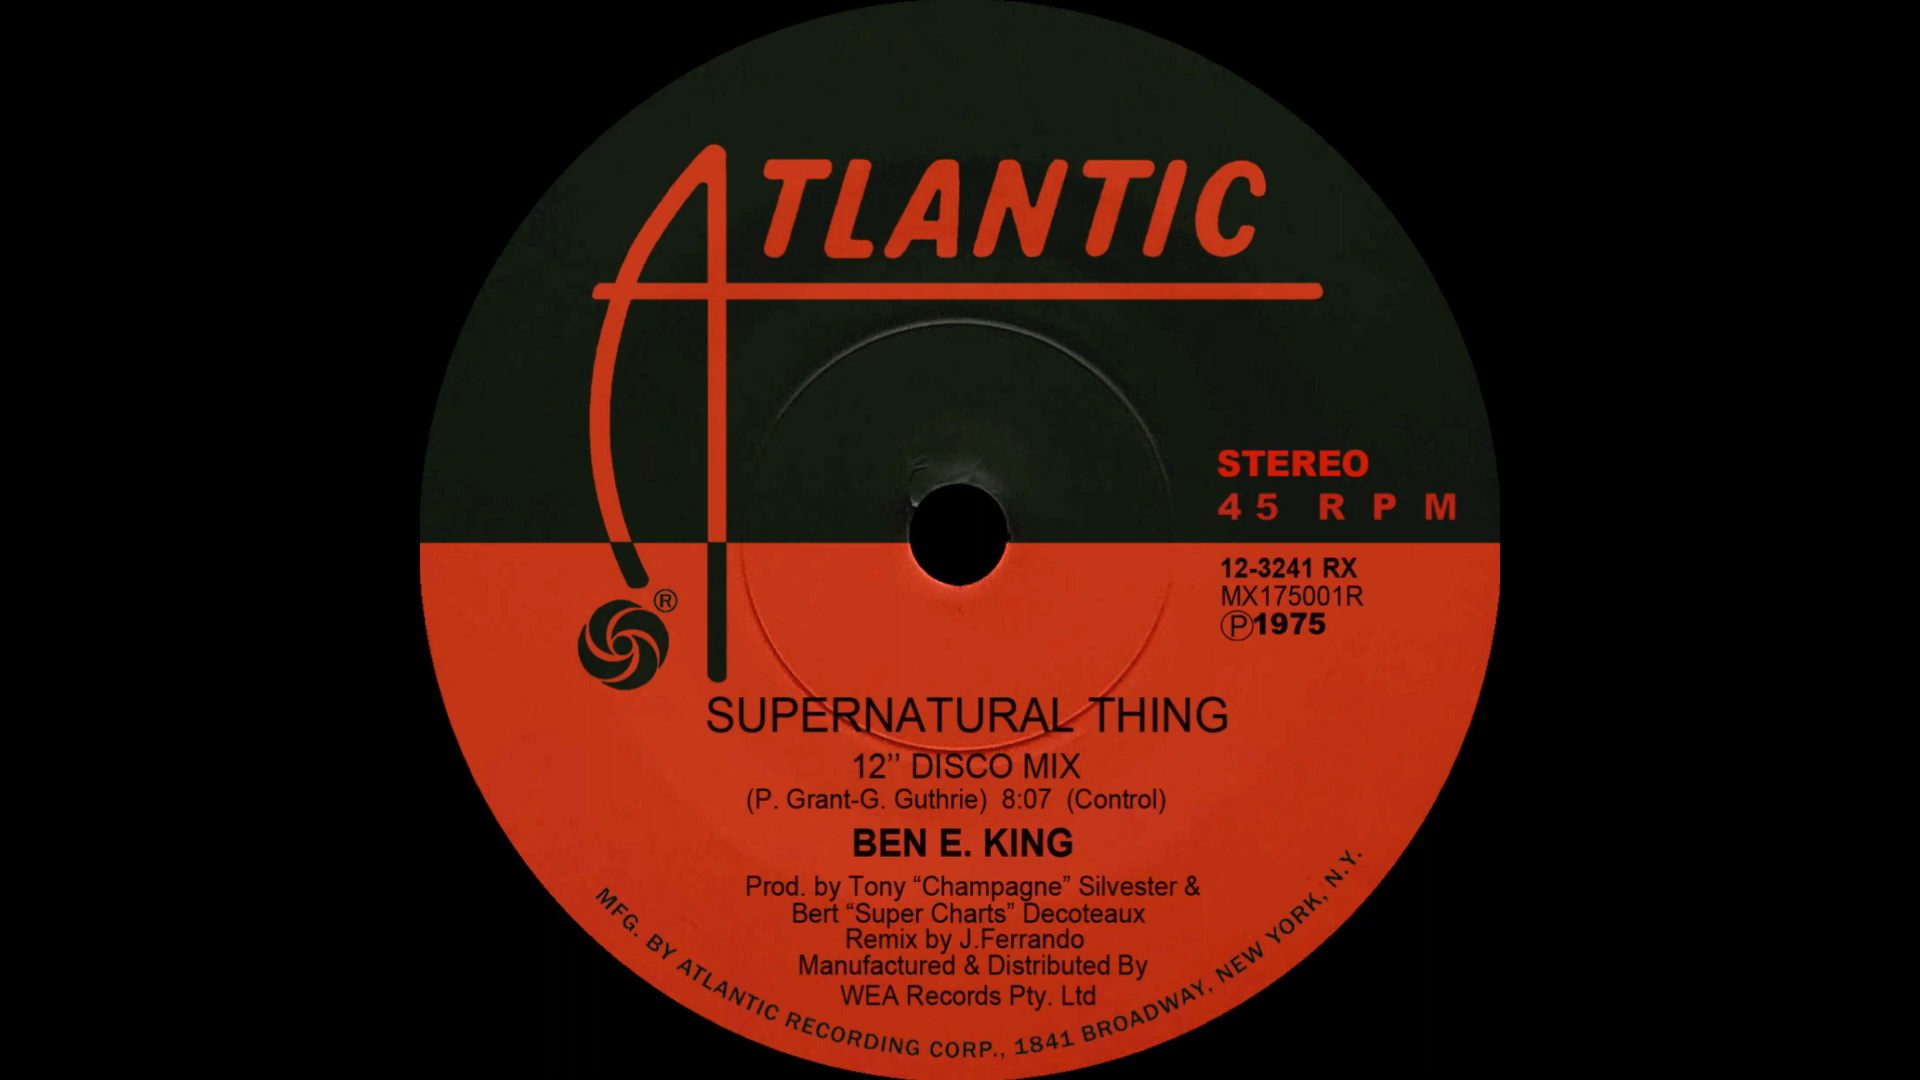 ATLANTIC
STEREO
45 RPM
12-3241 RX
MX175001R
Ⓟ1975
®
SUPERNATURAL THING
12’’ DISCO MIX
(P. Grant-G. Guthrie) 8:07 (Control)
BEN E. KING
Prod. by Tony “Champagne” Silvester &
Bert “Super Charts” Decoteaux
Remix by J.Ferrando
Manufactured & Distributed By
WEA Records Pty. Ltd
MFG. BY ATLANTIC RECORDING CORP., 1841 BROADWAY, NEW YORK, N.Y.